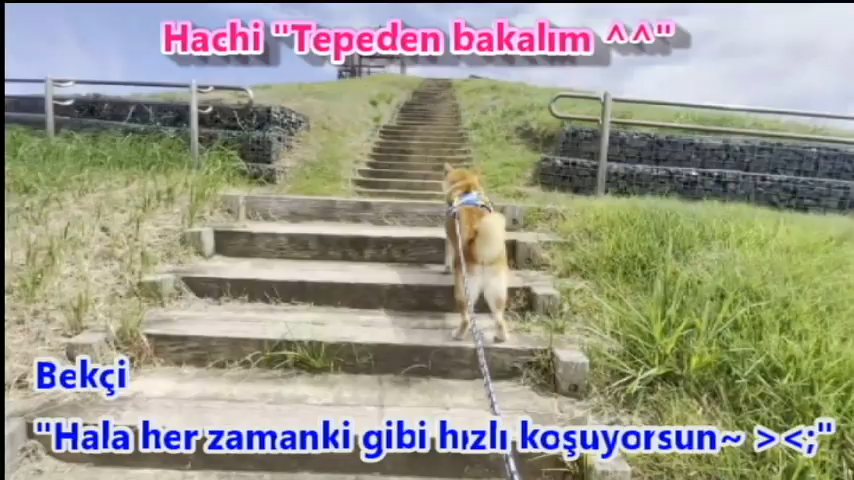 Hachi "Tepeden bakalım ^^"
Bekçi
"Hala her zamanki gibi hızlı koşuyorsun~ ><;"